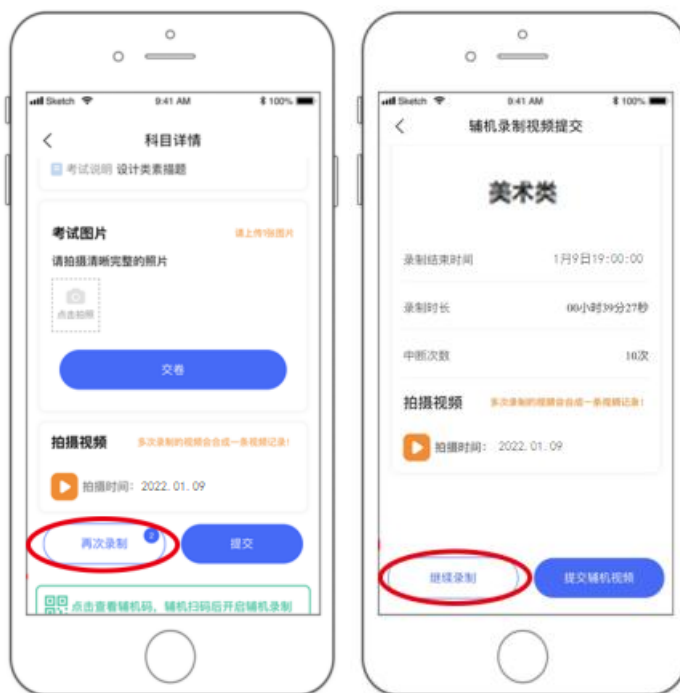 Sketch 9:41 AM 100%
科目详情
考试说明 设计类素描题
考试图片 请上传1张图片
请拍摄清晰完整的照片
点击拍照
交卷
拍摄视频 多次录制的视频会合成一条视频记录!
拍摄时间: 2022.01.09
再次录制 2 提交
点击查看辅机码,辅机扫码后开启辅机录制
Sketch 9:41 AM 100%
辅机录制视频提交
美术类
录制结束时间 1月9日19:00:00
录制时长 00小时39分27秒
中断次数 10次
拍摄视频 多次录制的视频会合成一条视频记录!
拍摄时间: 2022.01.09
继续录制 提交辅机视频